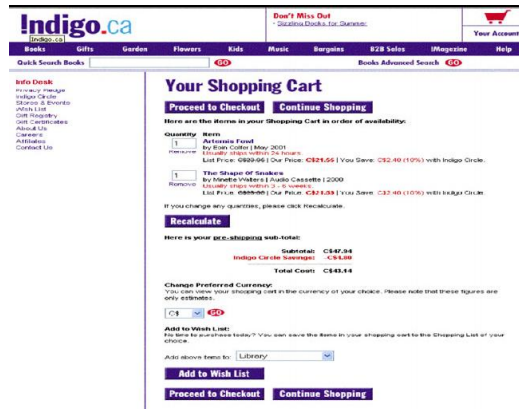 !ndigo.ca
Indigo.ca
Don't Miss Out
- Sizzling Books for Summer
Your Account
Books Gifts Garden Flowers Kids Music Bargains B2B Sales IMagazine Help
Quick Search Books GO Books Advanced Search GO
Info Desk
Privacy Pledge
Indigo Circle
Stores & Events
Wish List
Gift Registry
Gift Certificates
About Us
Careers
Affiliates
Contact Us
Your Shopping Cart
Proceed to Checkout Continue Shopping
Here are the items in your Shopping Cart in order of availability:
Quantity Item
1 Artemis Fowl
by Eoin Colfer | May 2001
Remove Usually ships within 24 hours
List Price: C$23.95 | Our Price: C$21.55 | You Save: C$2.40 (10%) with Indigo Circle.
1 The Shape Of Snakes
by Minette Walters | Audio Cassette | 2000
Remove Usually ships within 3 - 6 weeks.
List Price: | Our Price: | You Save: C$2.40 (10%) with Indigo Circle.
If you change any quantities, please click Recalculate.
Recalculate
Here is your pre-shipping sub-total:
Subtotal: C$47.94
Indigo Circle Savings: -C$4.80
Total Cost: C$43.14
Change Preferred Currency:
You can view your shopping cart in the currency of your choice. Please note that these figures are
only estimates.
C$ GO
Add to Wish List:
No time to purchase today? You can save the items in your shopping cart to the Shopping List of your
choice.
Add above items to: Library
Add to Wish List
Proceed to Checkout Continue Shopping